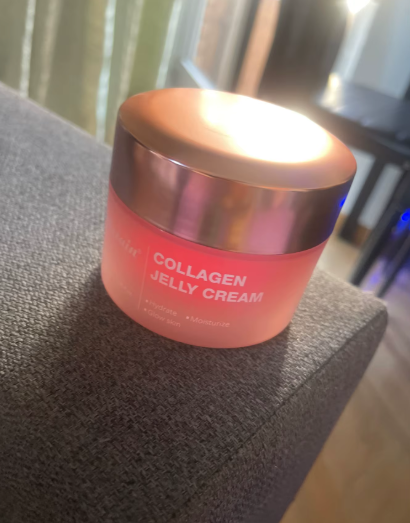 COLLAGEN
JELLY CREAM
• Hydrate • Moisturize